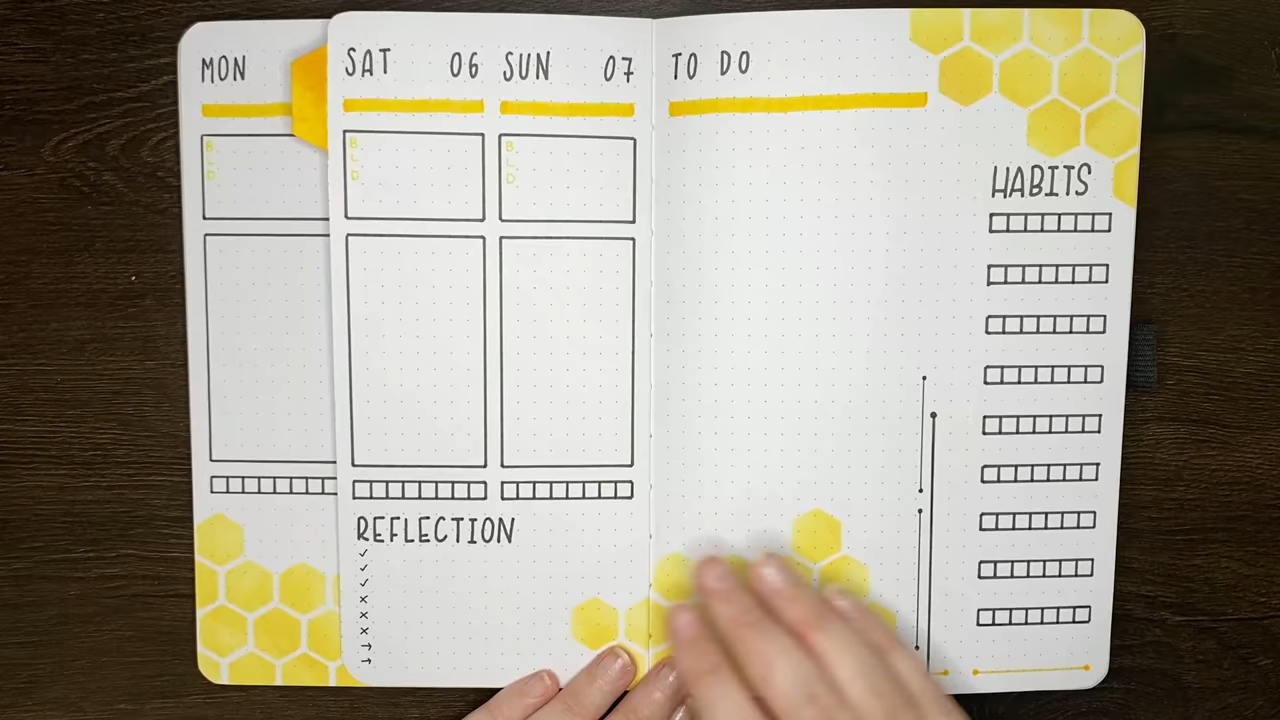 MON
SAT 06
SUN 07
TO DO
B.
L.
D.
B.
L.
D.
B.
L.
D.
HABITS
REFLECTION